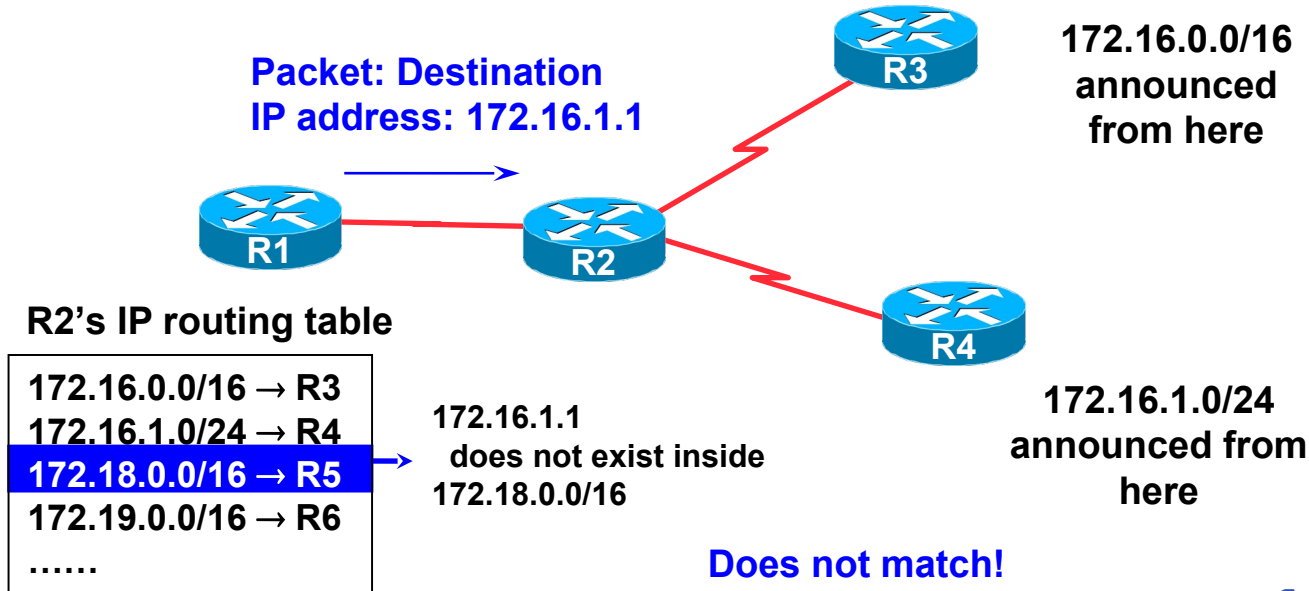 Packet: Destination
IP address: 172.16.1.1
R3
172.16.0.0/16
announced
from here
R1
R2
R4
172.16.1.0/24
announced from
here
R2’s IP routing table
172.16.0.0/16 → R3
172.16.1.0/24 → R4
172.18.0.0/16 → R5
172.19.0.0/16 → R6
……
172.16.1.1
does not exist inside
172.18.0.0/16
Does not match!